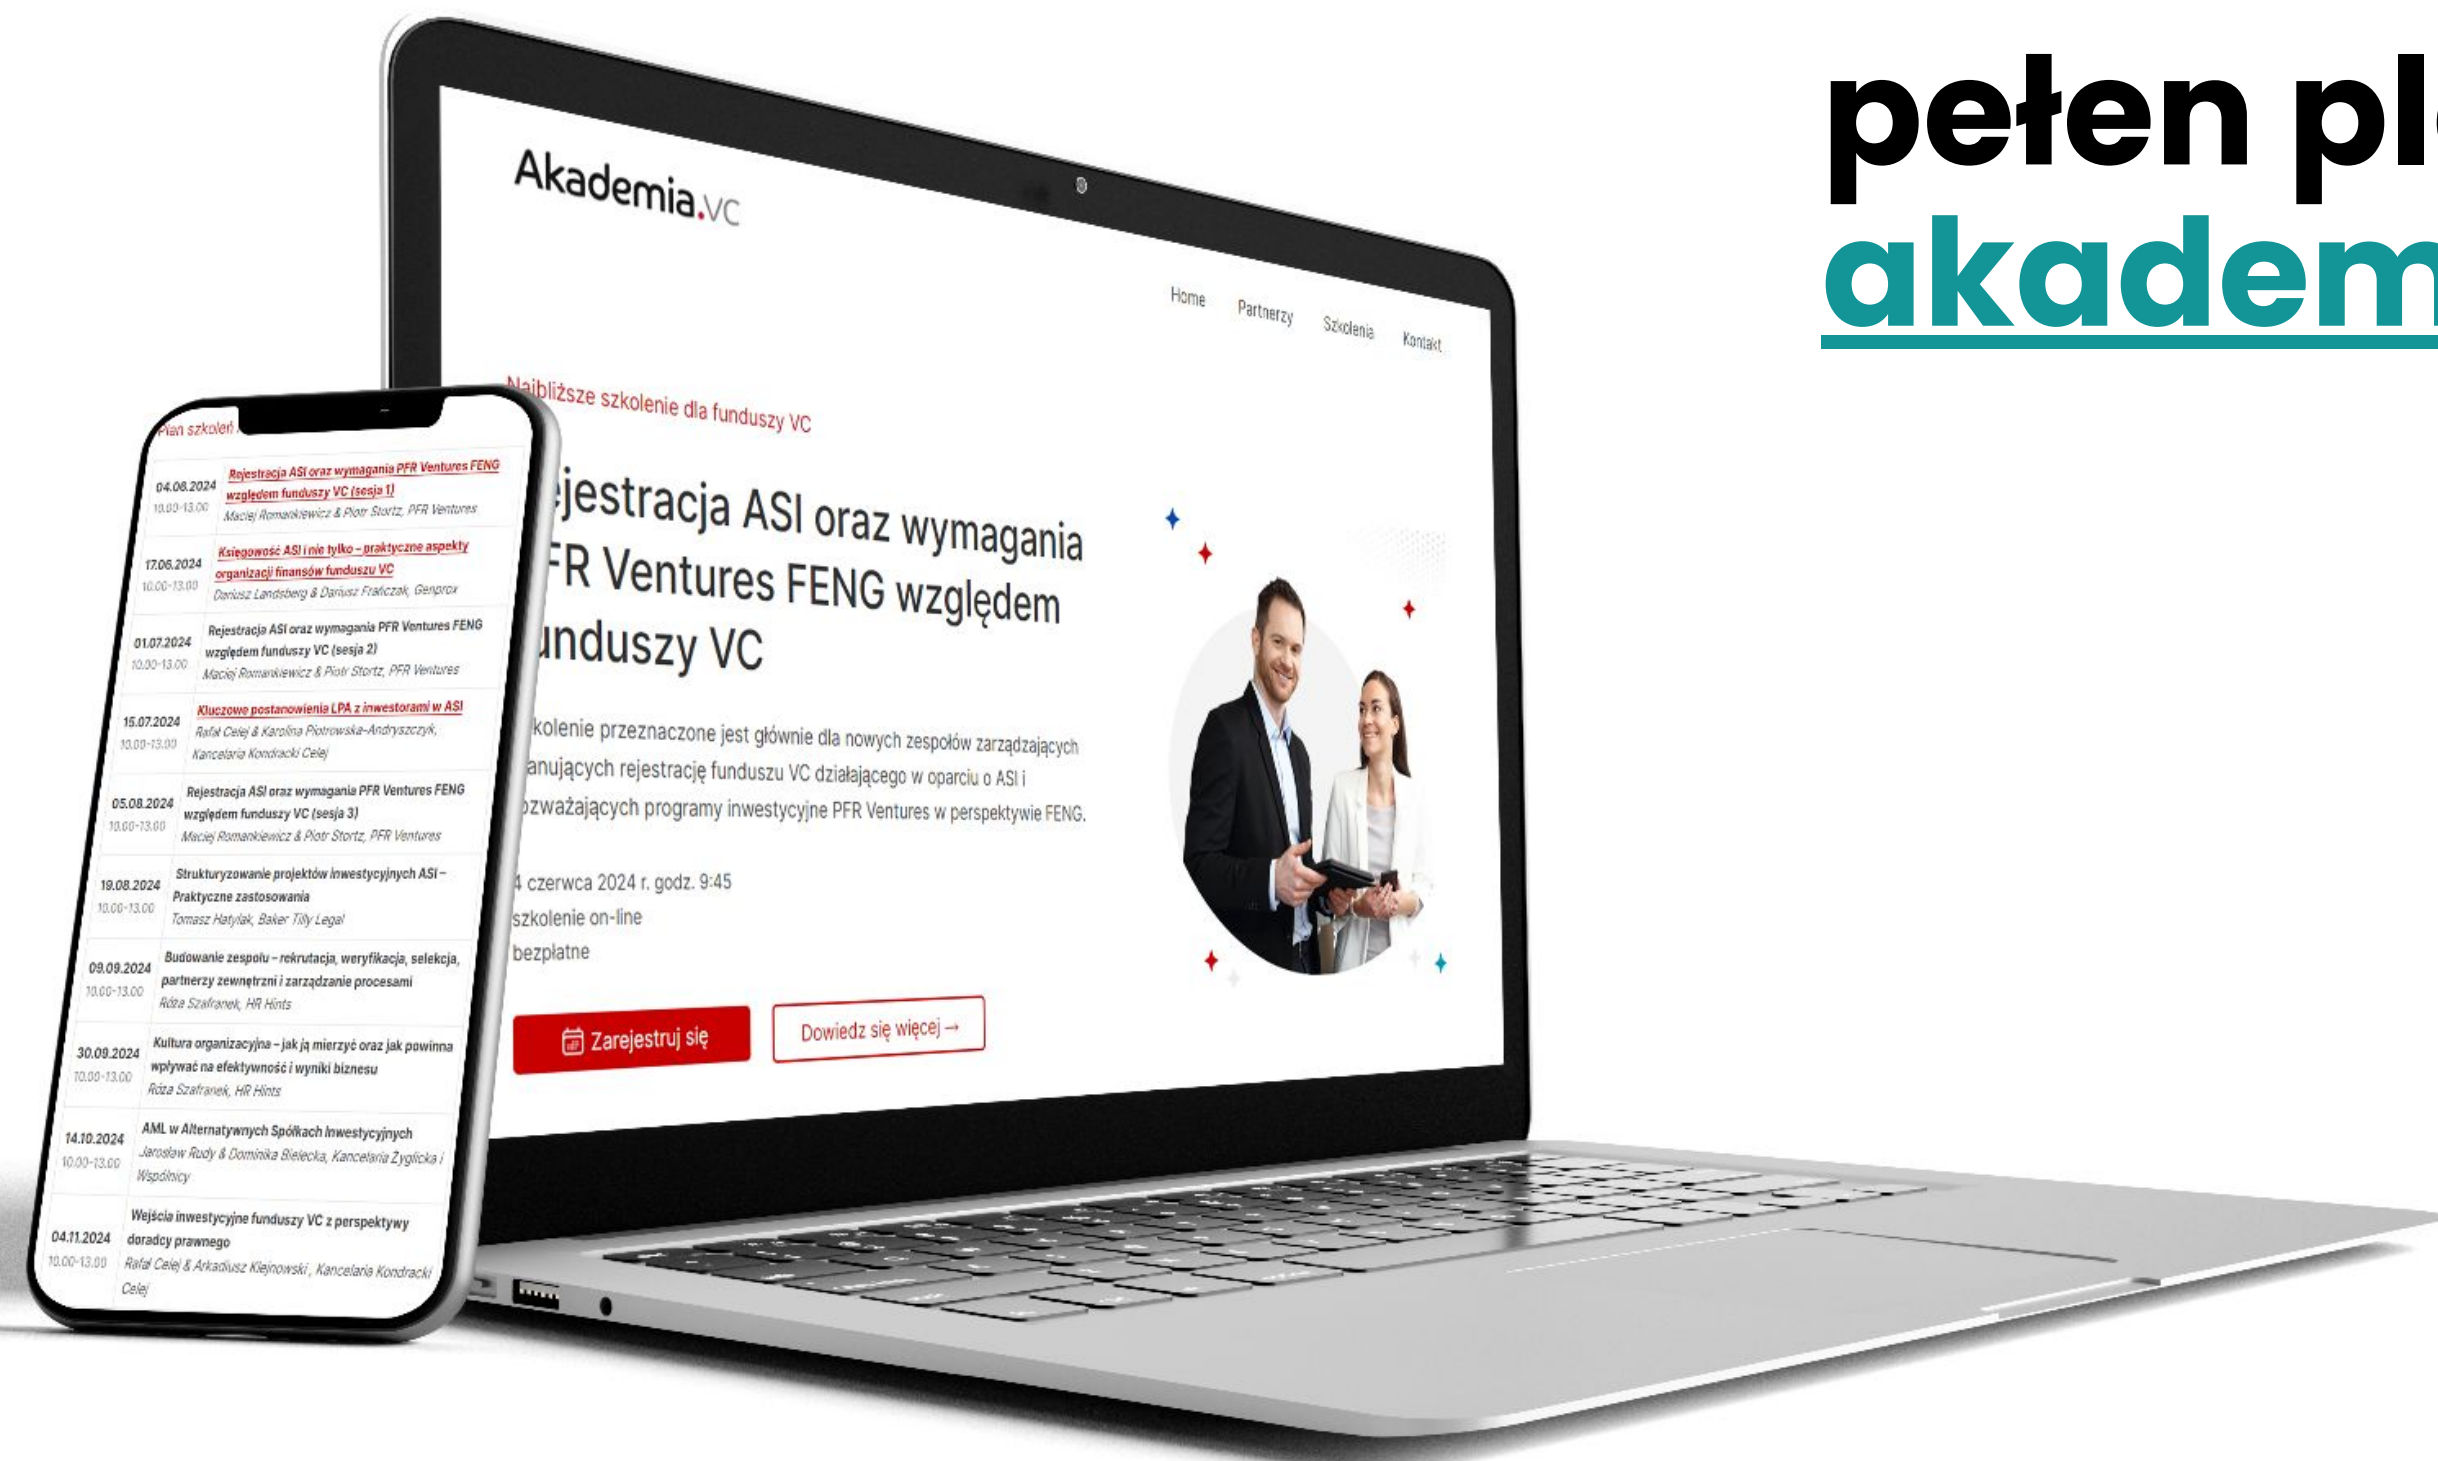 pełen pl
akadem
Akademia.vc
Home Partnerzy Szkolenia Kontakt
Najbliższe szkolenie dla funduszy VC
ejestracja ASI oraz wymagania
FR Ventures FENG względem
unduszy VC
kolenie przeznaczone jest głównie dla nowych zespołów zarządzających
anujących rejestrację funduszu VC działającego w oparciu o ASI i
ozważających programy inwestycyjne PFR Ventures w perspektywie FENG.
4 czerwca 2024 r. godz. 9:45
szkolenie on-line
bezpłatne
Zarejestruj się
Dowiedz się więcej →
Plan szkoleń
04.06.2024
10.00-13.00
Rejestracja ASI oraz wymagania PFR Ventures FENG
względem funduszy VC (sesja 1)
Maciej Romankiewicz & Piotr Stortz, PFR Ventures
17.06.2024
10.00-13.00
Księgowość ASI i nie tylko – praktyczne aspekty
organizacji finansów funduszu VC
Dariusz Landsberg & Dariusz Frańczak, Genprox
01.07.2024
10.00-13.00
Rejestracja ASI oraz wymagania PFR Ventures FENG
względem funduszy VC (sesja 2)
Maciej Romankiewicz & Piotr Stortz, PFR Ventures
15.07.2024
10.00-13.00
Kluczowe postanowienia LPA z inwestorami w ASI
Rafał Celej & Karolina Piotrowska-Andryszczyk,
Kancelaria Kondracki Celej
05.08.2024
10.00-13.00
Rejestracja ASI oraz wymagania PFR Ventures FENG
względem funduszy VC (sesja 3)
Maciej Romankiewicz & Piotr Stortz, PFR Ventures
19.08.2024
10.00-13.00
Strukturyzowanie projektów inwestycyjnych ASI –
Praktyczne zastosowania
Tomasz Hatylak, Baker Tilly Legal
09.09.2024
10.00-13.00
Budowanie zespołu – rekrutacja, weryfikacja, selekcja,
partnerzy zewnętrzni i zarządzanie procesami
Róża Szafranek, HR Hints
30.09.2024
10.00-13.00
Kultura organizacyjna – jak ją mierzyć oraz jak powinna
wpływać na efektywność i wyniki biznesu
Róża Szafranek, HR Hints
14.10.2024
10.00-13.00
AML w Alternatywnych Spółkach Inwestycyjnych
Jarosław Rudy & Dominika Bielecka, Kancelaria Żyglicka i
Wspólnicy
04.11.2024
10.00-13.00
Wejścia inwestycyjne funduszy VC z perspektywy
doradcy prawnego
Rafał Celej & Arkadiusz Klejnowski , Kancelaria Kondracki
Celej